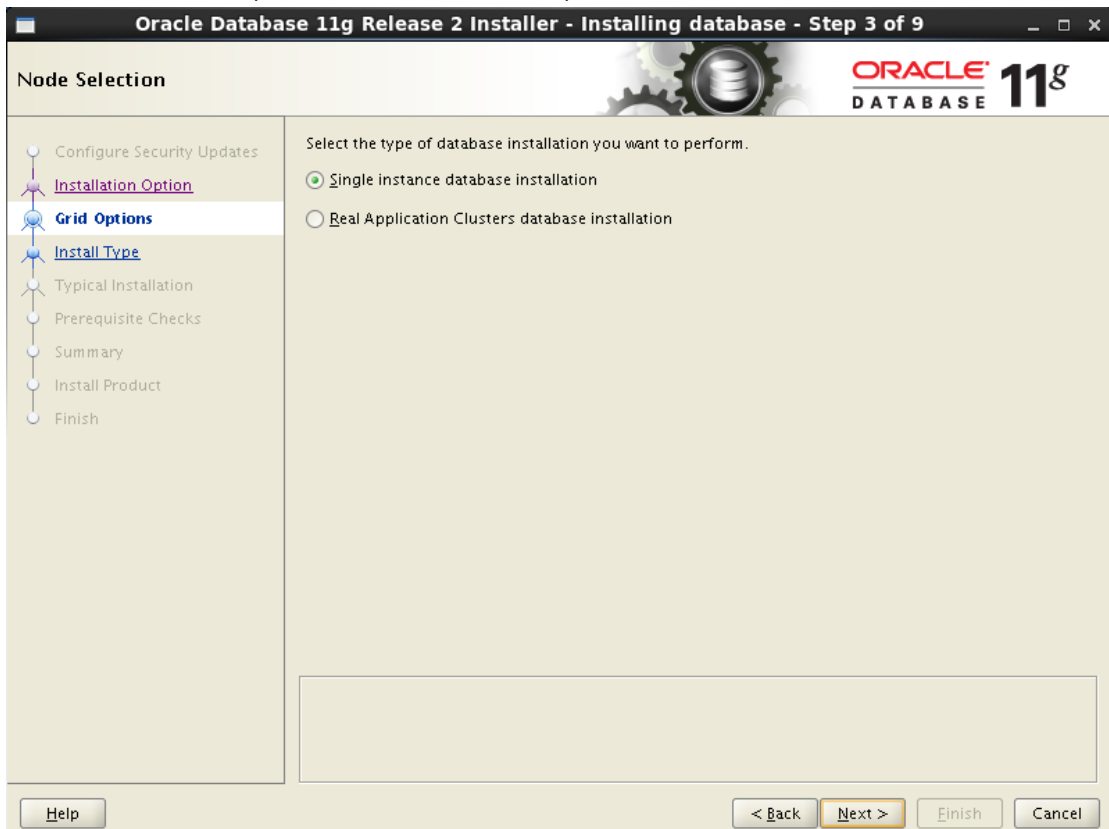 Oracle Database 11g Release 2 Installer - Installing database - Step 3 of 9
Node Selection
ORACLE
DATABASE
11g
Configure Security Updates
Installation Option
Grid Options
Install Type
Typical Installation
Prerequisite Checks
Summary
Install Product
Finish
Select the type of database installation you want to perform.
Single instance database installation
Real Application Clusters database installation
Help
< Back
Next >
Finish
Cancel